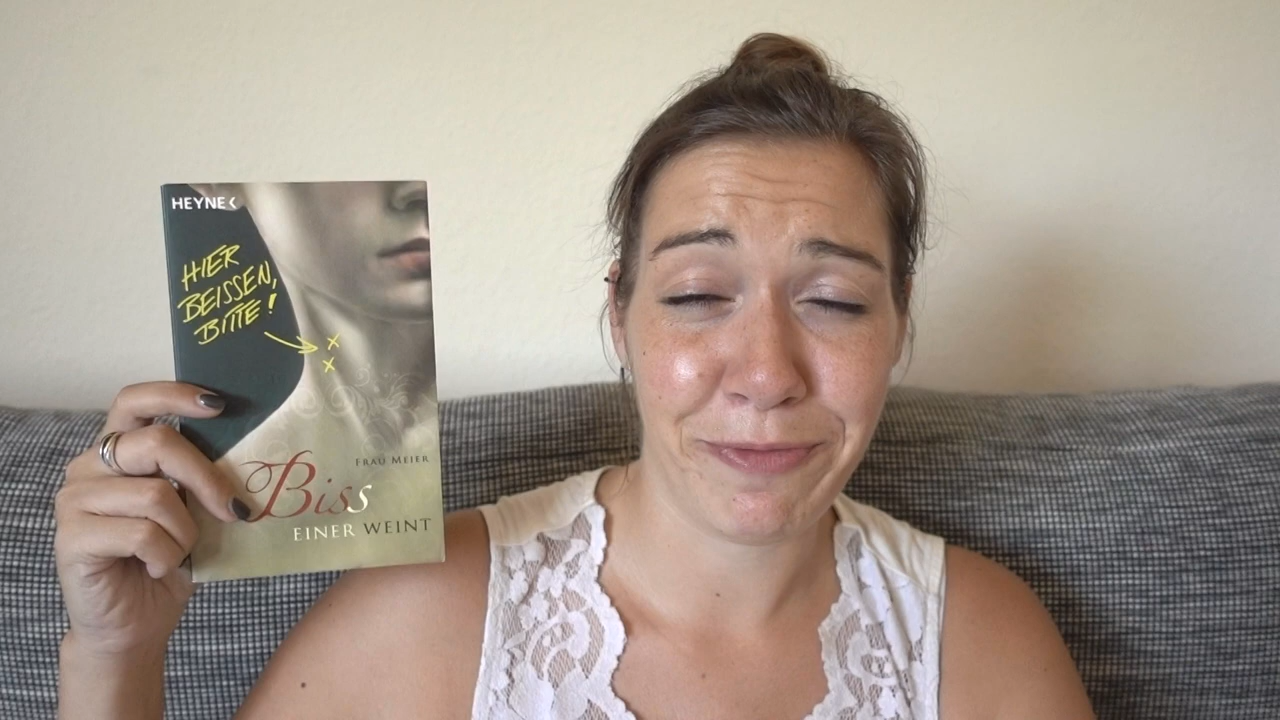 HEYNE<
HIER
BEISSEN,
BITTE!
FRAU MEIER
Biss
EINER WEINT